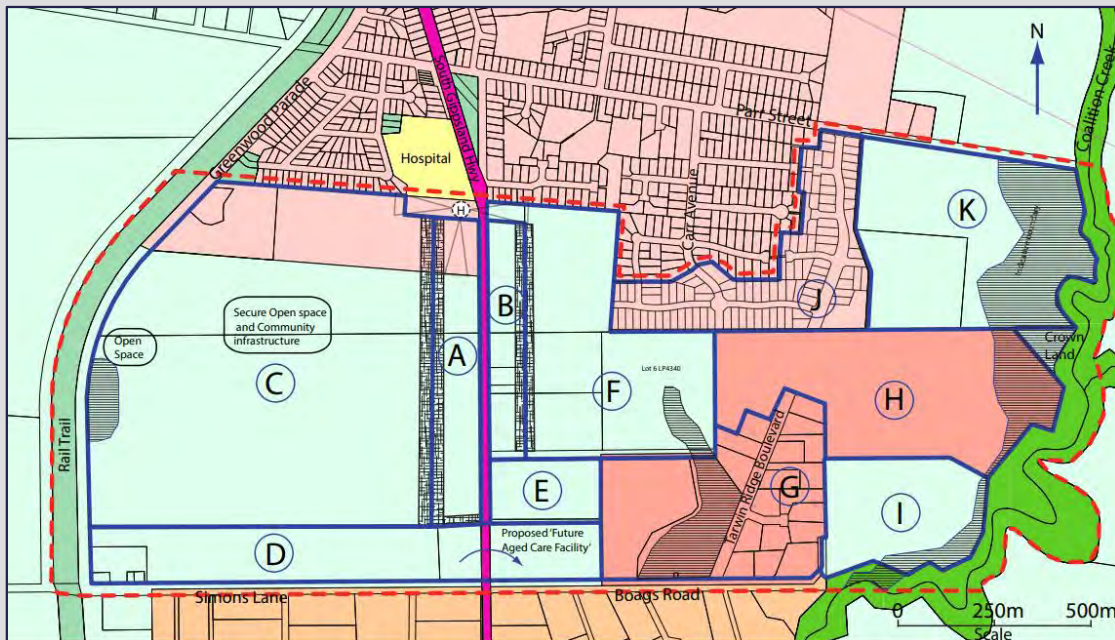 N
Greenwood Parade
South Gippsland Hwy
Parr Street
Coalition Creek
Hospital
H
Carr Avenue
K
B
J
Secure Open space
and Community
infrastructure
Open
Space
A
C
Crown
Land
Lot 6 LP4340
F
H
Rail Trail
Tarwin Ridge Boulevard
G
E
I
D
Proposed 'Future
Aged Care Facility'
Simons Lane
Boags Road
0 250m 500m
Scale